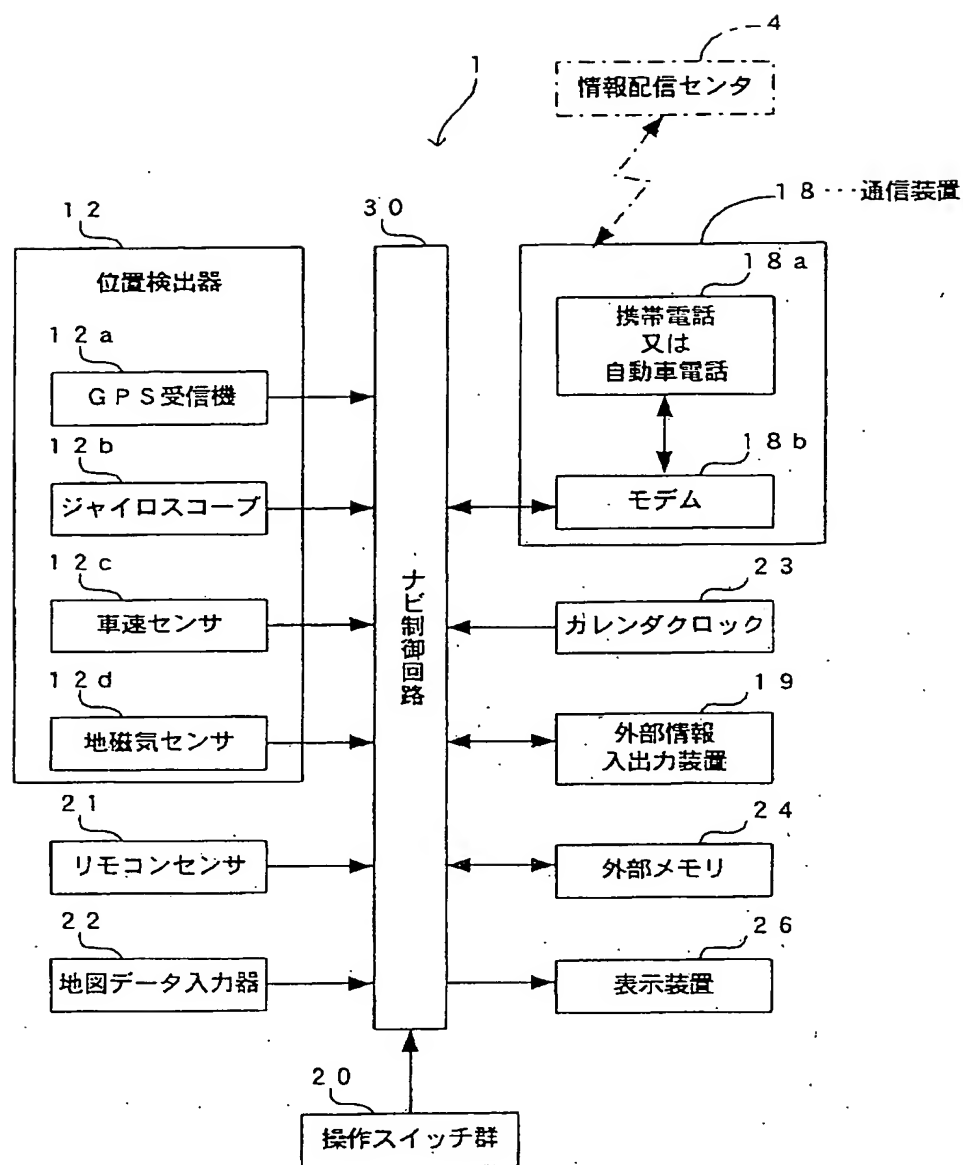 4
情報配信センタ
1
18…通信装置
12
位置検出器
12a
GPS受信機
12b
ジャイロスコープ
12c
車速センサ
12d
地磁気センサ
21
リモコンセンサ
22
地図データ入力器
30
ナビ制御回路
20
操作スイッチ群
18a
携帯電話
又は
自動車電話
18b
モデム
23
カレンダクロック
19
外部情報
入出力装置
24
外部メモリ
26
表示装置